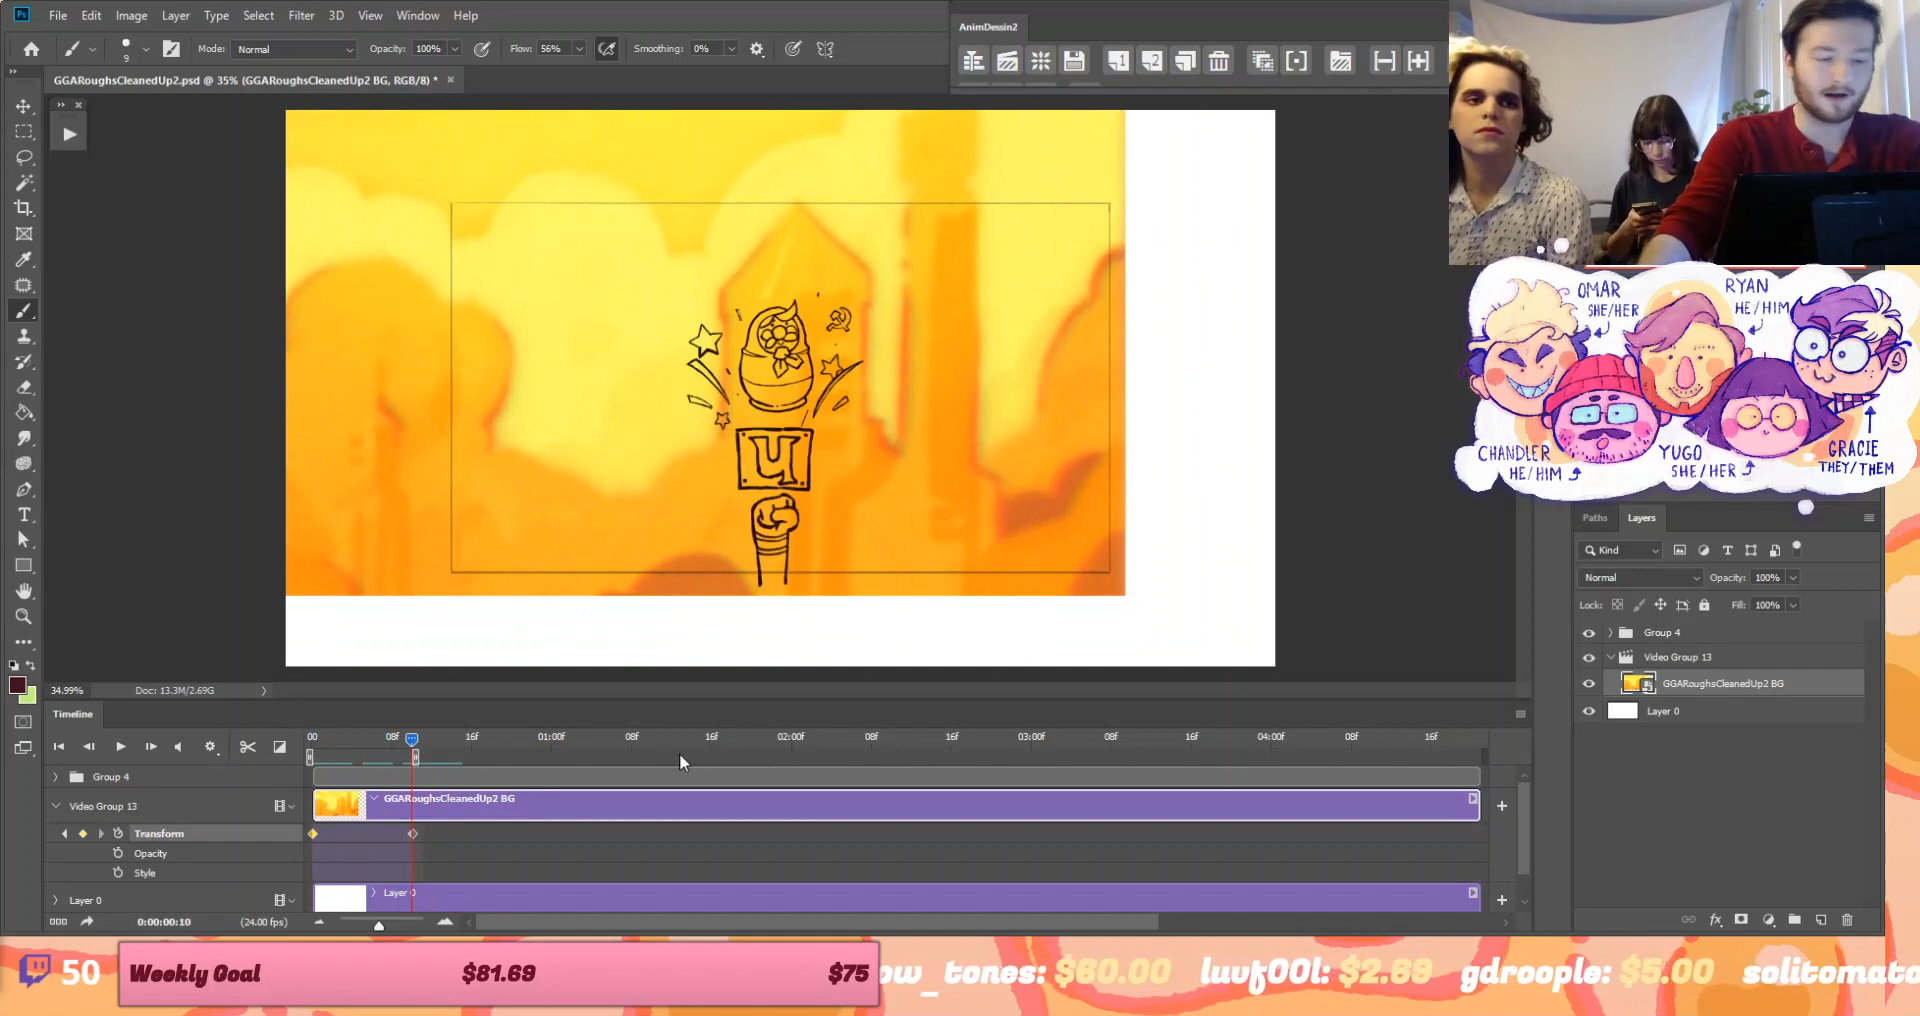 Ps File Edit Image Layer Type Select Filter 3D View Window Help
AnimDessin2
9 Mode: Normal Opacity: 100% Flow: 56% Smoothing: 0%
1 2
GGARoughsCleanedUp2.psd @ 35% (GGARoughsCleanedUp2 BG, RGB/8) * ×
Ч
OMAR
SHE/HER
RYAN
HE/HIM
CHANDLER
HE/HIM
YUGO
SHE/HER
GRACIE
THEY/THEM
Paths Layers
Kind
Normal Opacity: 100%
Lock: Fill: 100%
Group 4
Video Group 13
GGARoughsCleanedUp2 BG
Layer 0
34.99% Doc: 13.3M/2.69G
Timeline
00 08f 16f 01:00f 08f 16f 02:00f 08f 16f 03:00f 08f 16f 04:00f 08f 16f
Group 4
Video Group 13 GGARoughsCleanedUp2 BG
Transform
Opacity
Style
Layer 0 Layer 0
0:00:00:10 (24.00 fps)
50 Weekly Goal $81.69 $75 ow_tones: $60.00 luvf00l: $2.69 gdroople: $5.00 solitomato